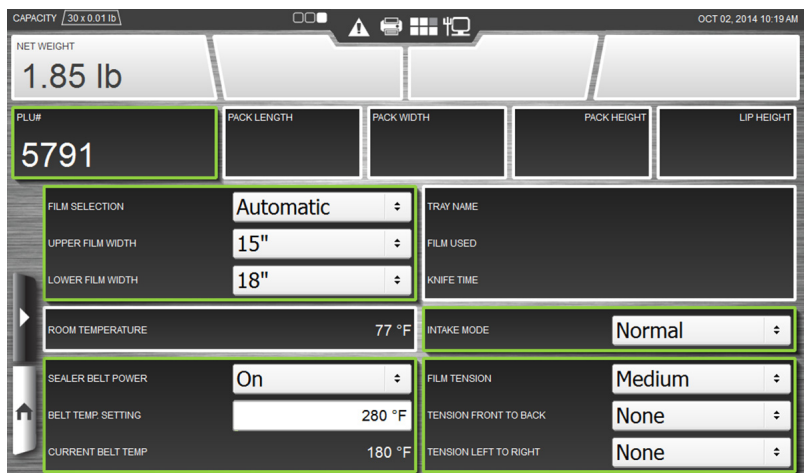 CAPACITY 30 x 0.01 lb OCT 02, 2014 10:19 AM
NET WEIGHT
1.85 lb
PLU# PACK LENGTH PACK WIDTH PACK HEIGHT LIP HEIGHT
5791
FILM SELECTION Automatic TRAY NAME
UPPER FILM WIDTH 15" FILM USED
LOWER FILM WIDTH 18" KNIFE TIME
ROOM TEMPERATURE 77 °F INTAKE MODE Normal
SEALER BELT POWER On FILM TENSION Medium
BELT TEMP. SETTING 280 °F TENSION FRONT TO BACK None
CURRENT BELT TEMP 180 °F TENSION LEFT TO RIGHT None